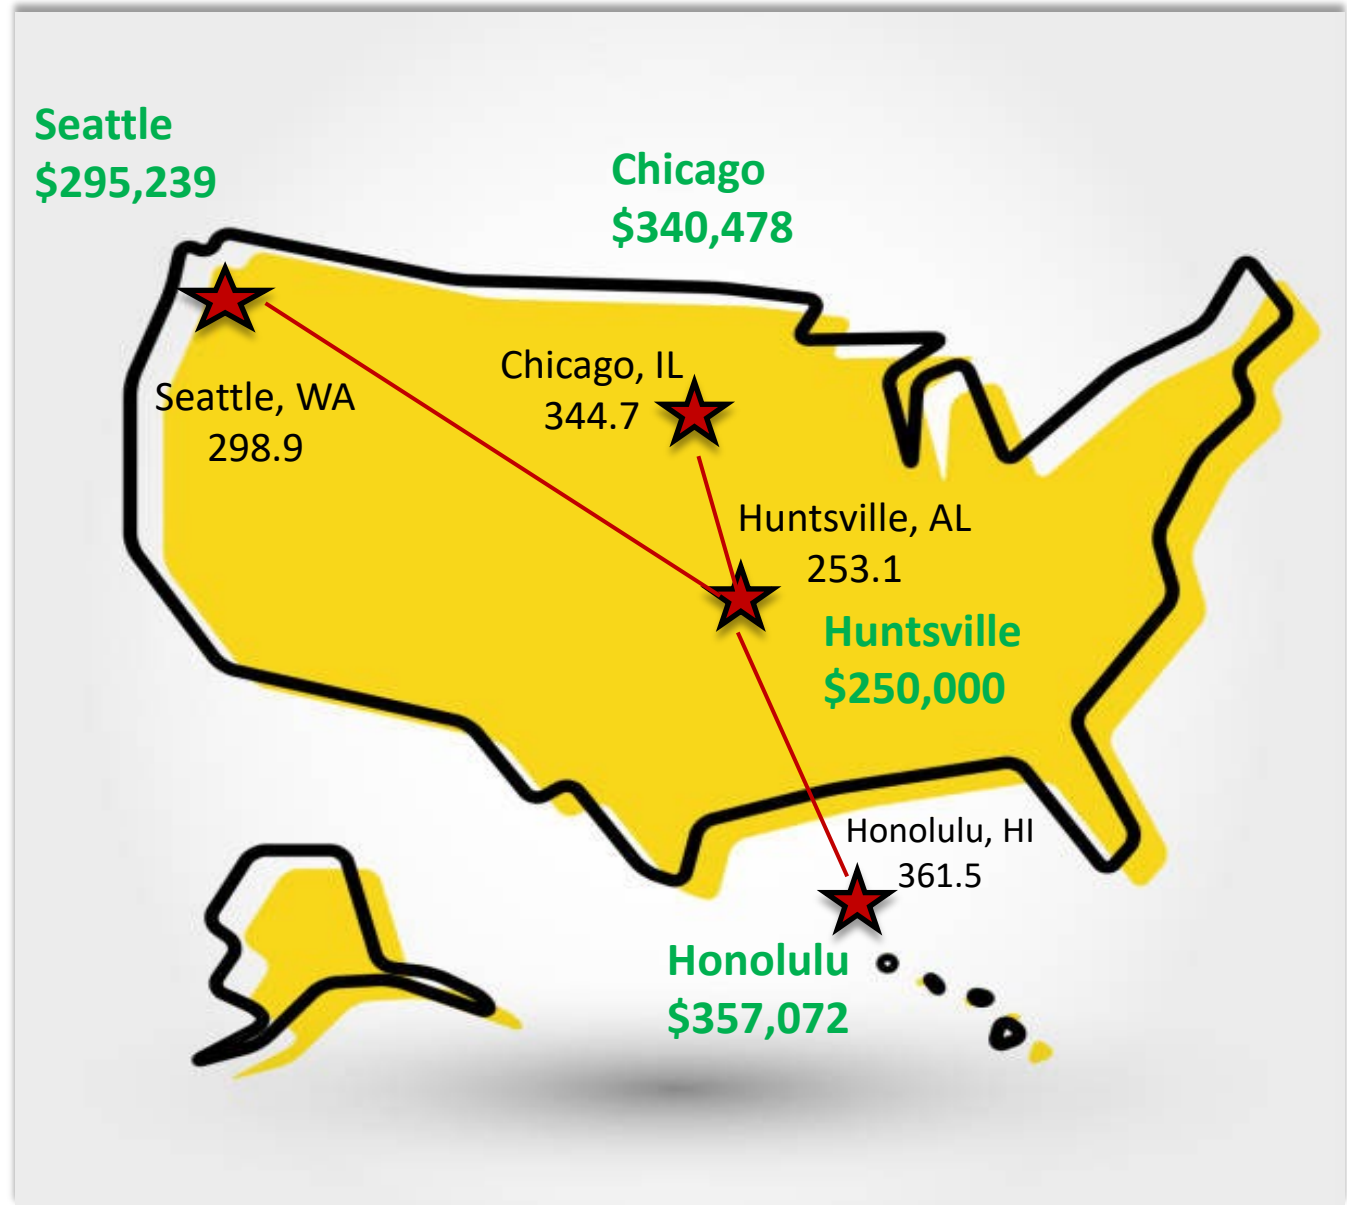 Seattle
$295,239
Chicago
$340,478
Chicago, IL
344.7
Seattle, WA
298.9
Huntsville, AL
253.1
Huntsville
$250,000
Honolulu, HI
361.5
Honolulu
$357,072